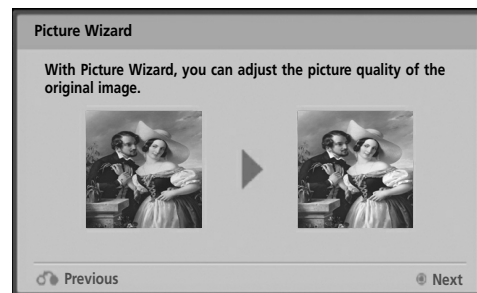 Picture Wizard
With Picture Wizard, you can adjust the picture quality of the
original image.
Previous
Next